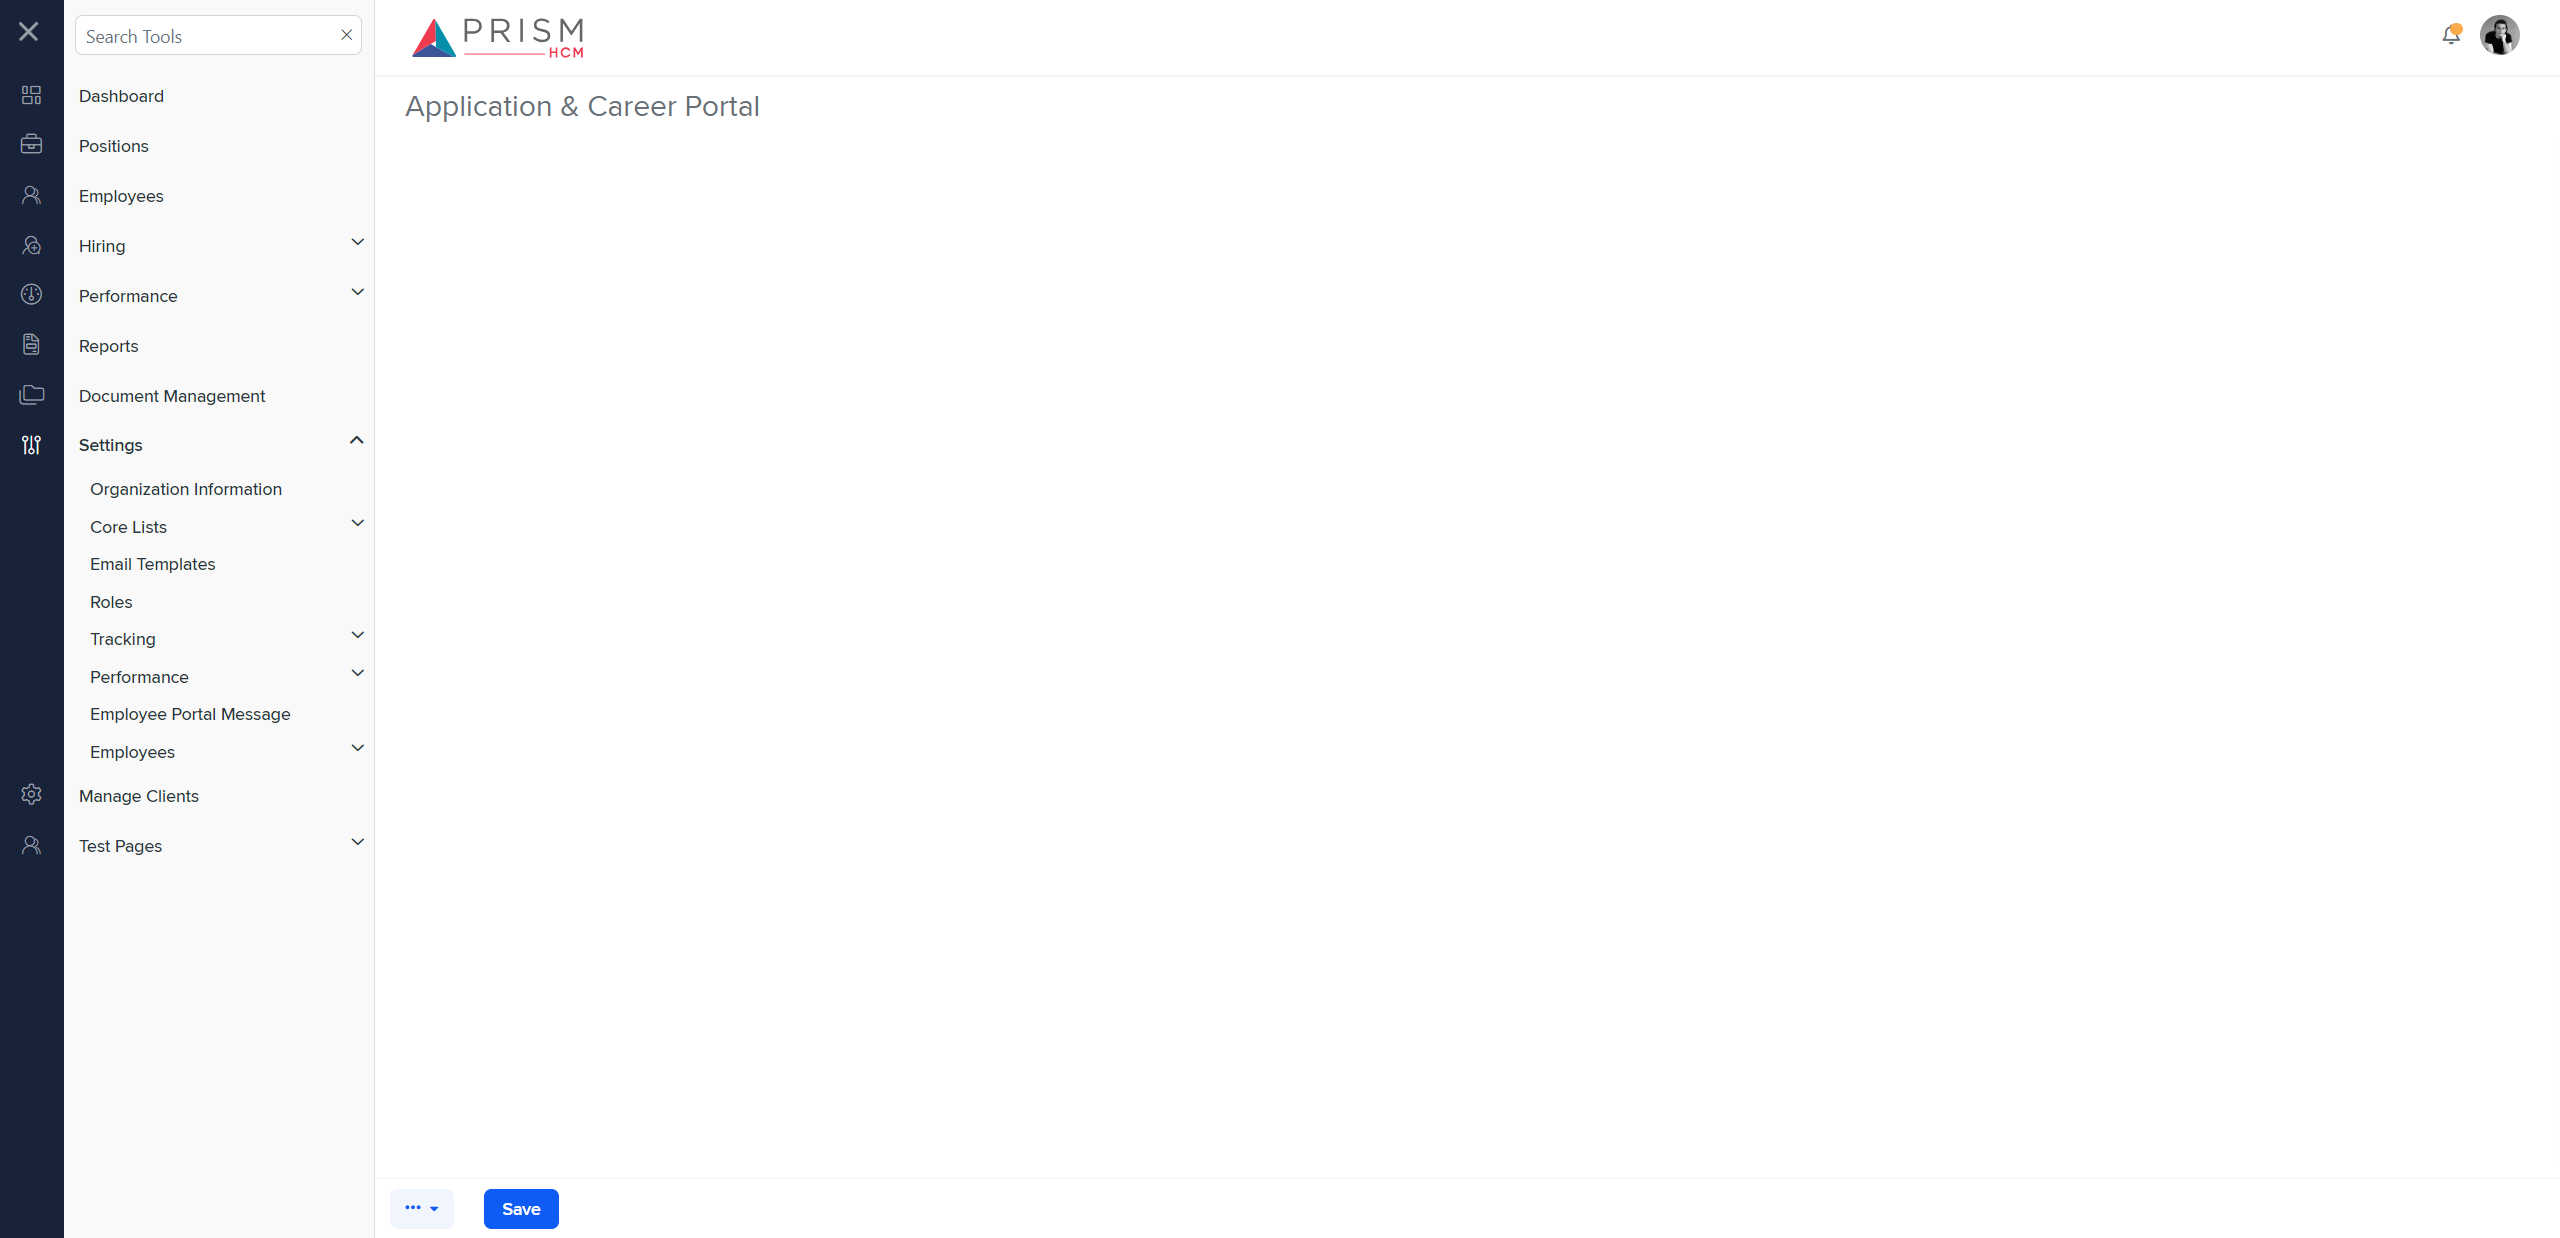 Search Tools
Dashboard
Positions
Employees
Hiring
Performance
Reports
Document Management
Settings
Organization Information
Core Lists
Email Templates
Roles
Tracking
Performance
Employee Portal Message
Employees
Manage Clients
Test Pages
PRISM
HCM
Application & Career Portal
Save